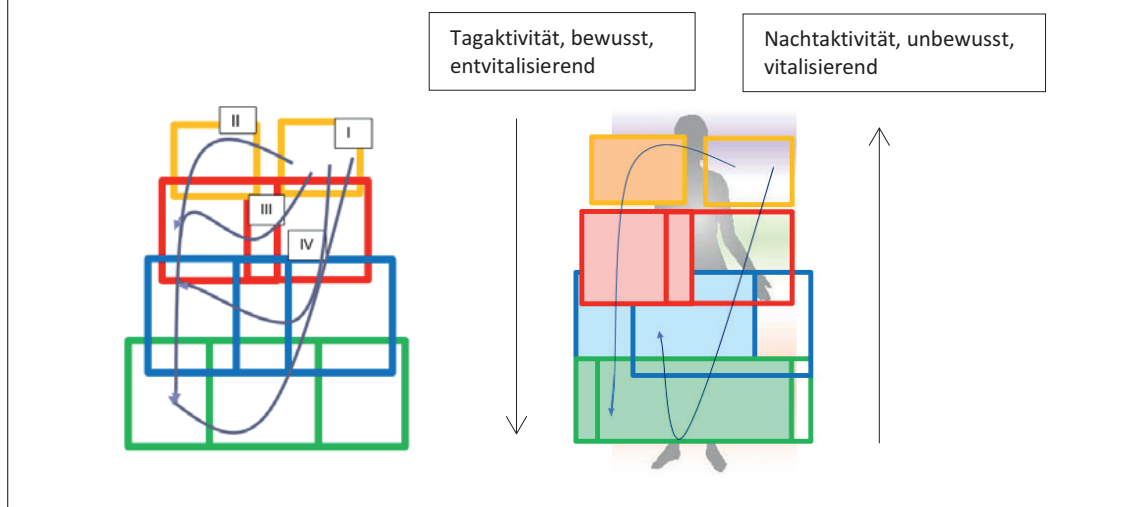 Tagaktivität, bewusst,
entvitalisierend
Nachtaktivität, unbewusst,
vitalisierend
II
I
III
IV